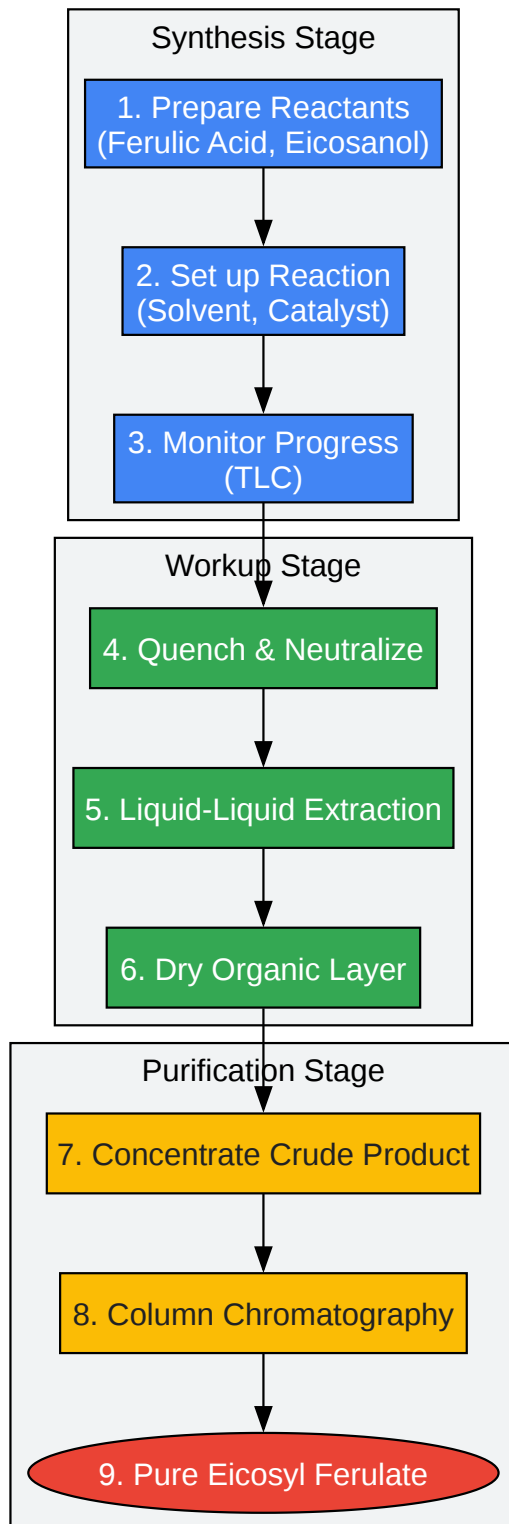 Synthesis Stage
1. Prepare Reactants
(Ferulic Acid, Eicosanol)
2. Set up Reaction
(Solvent, Catalyst)
3. Monitor Progress
(TLC)
Workup Stage
4. Quench & Neutralize
5. Liquid-Liquid Extraction
6. Dry Organic Layer
Purification Stage
7. Concentrate Crude Product
8. Column Chromatography
9. Pure Eicosyl Ferulate